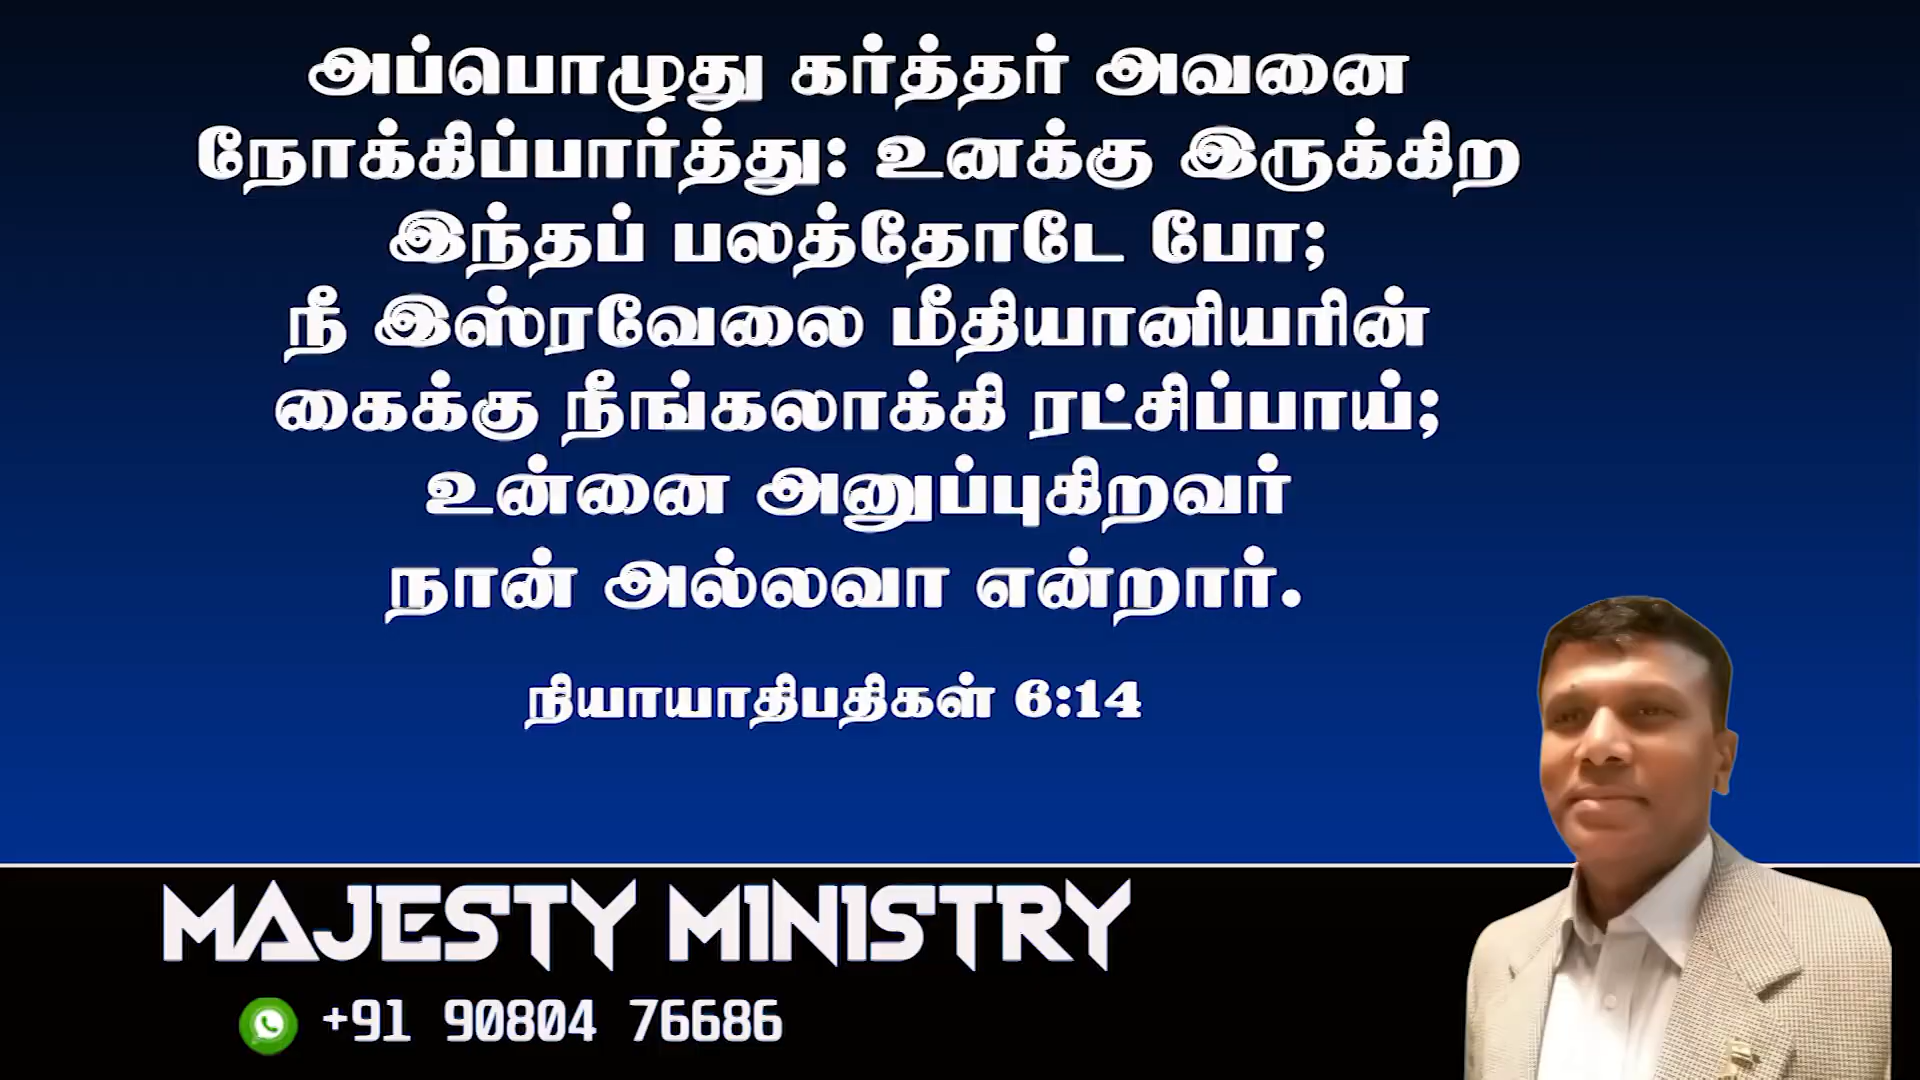 அப்பொழுது கர்த்தர் அவனை
நோக்கிப்பார்த்து: உனக்கு இருக்கிற
இந்தப் பலத்தோடே போ;
நீ இஸ்ரவேலை மீதியானியரின்
கைக்கு நீங்கலாக்கி ரட்சிப்பாய்;
உன்னை அனுப்புகிறவர்
நான் அல்லவா என்றார்.
நியாயாதிபதிகள் 6:14
MAJESTY MINISTRY
+91 90804 76686